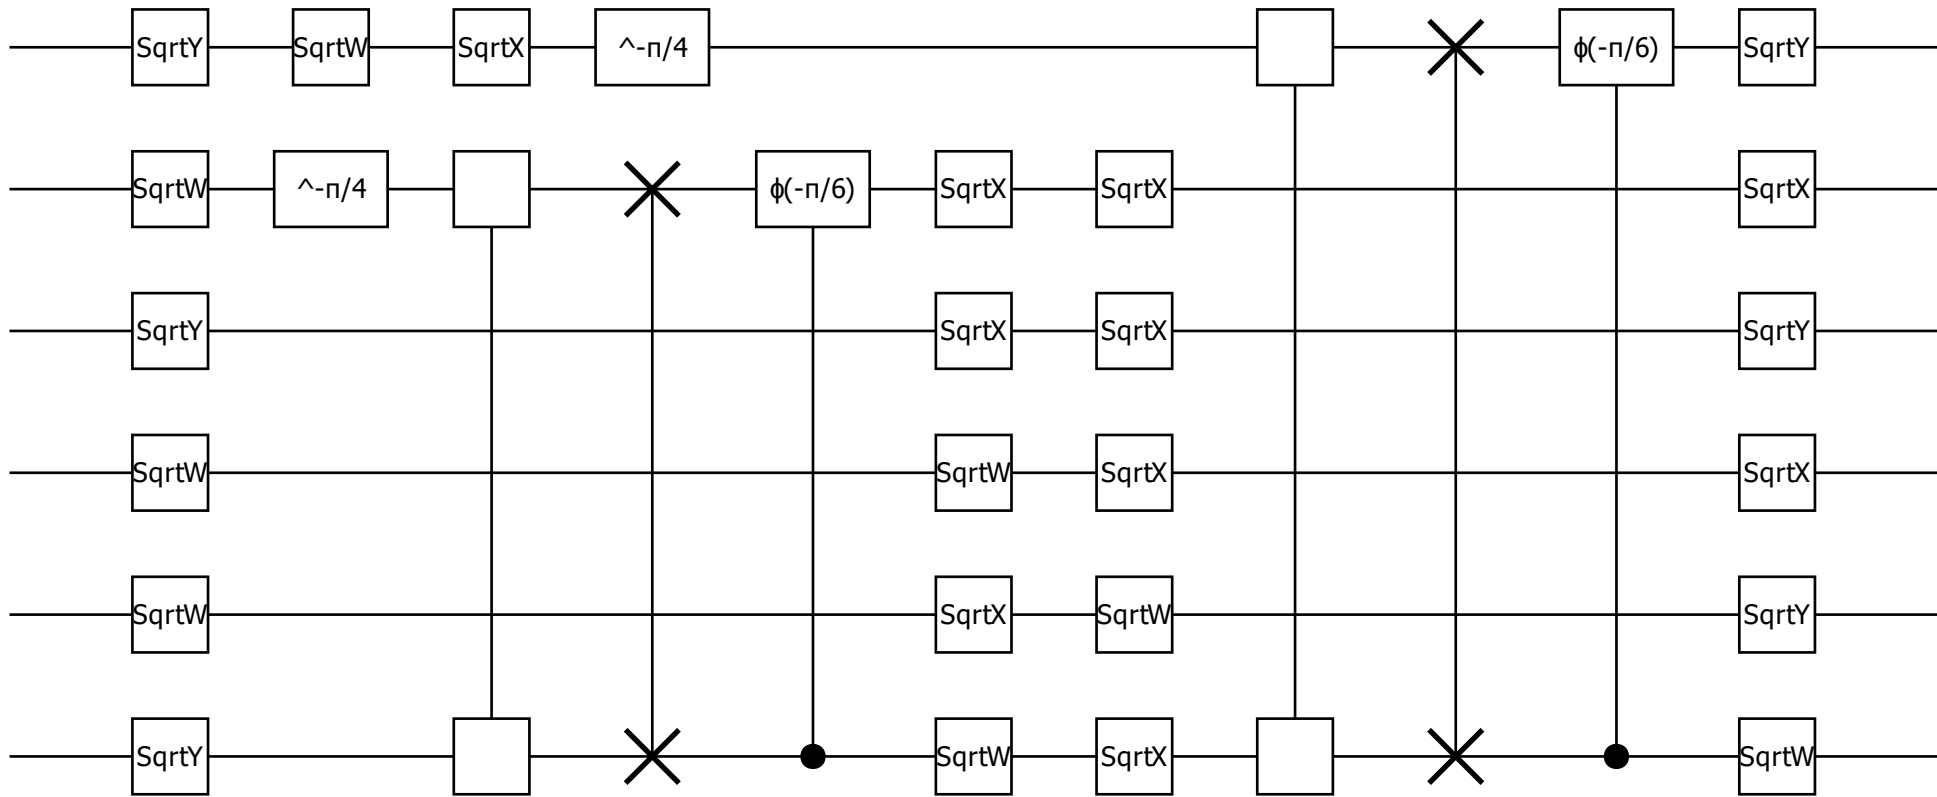 SqrtY SqrtW SqrtX ^-π/4 ϕ(-π/6) SqrtY
SqrtW ^-π/4 ϕ(-π/6) SqrtX SqrtX SqrtX
SqrtY SqrtX SqrtX SqrtY
SqrtW SqrtW SqrtX SqrtX
SqrtW SqrtX SqrtW SqrtY
SqrtY SqrtW SqrtX SqrtW